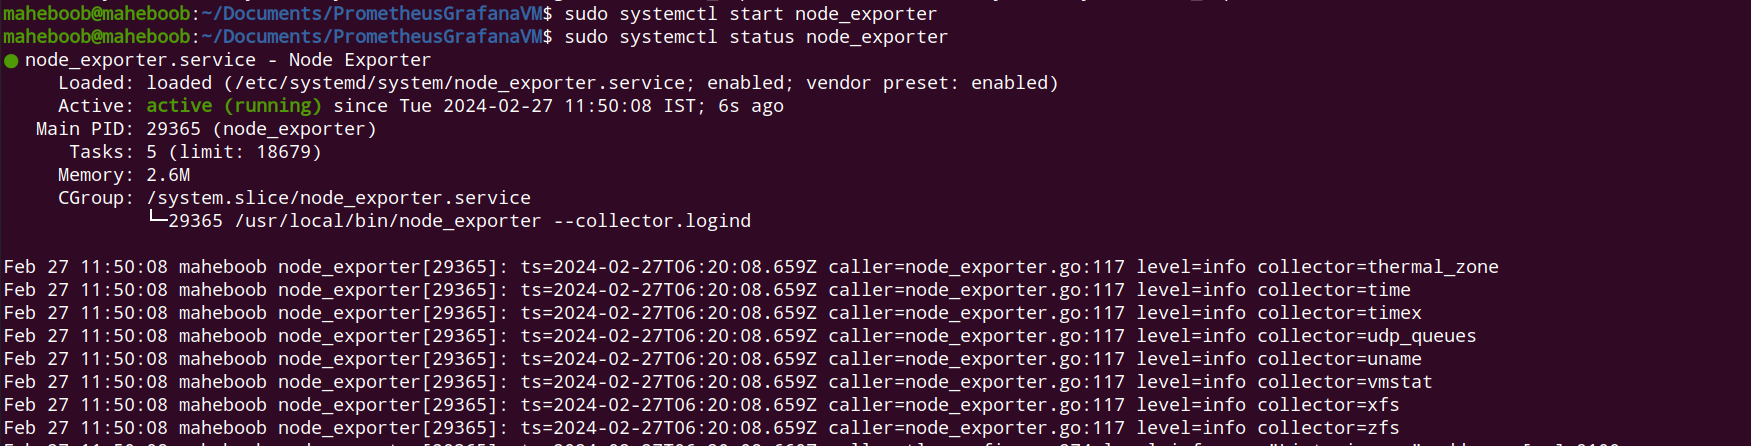 maheboob@maheboob:~/Documents/PrometheusGrafanaVM$ sudo systemctl start node_exporter
maheboob@maheboob:~/Documents/PrometheusGrafanaVM$ sudo systemctl status node_exporter
● node_exporter.service - Node Exporter
Loaded: loaded (/etc/systemd/system/node_exporter.service; enabled; vendor preset: enabled)
Active: active (running) since Tue 2024-02-27 11:50:08 IST; 6s ago
Main PID: 29365 (node_exporter)
Tasks: 5 (limit: 18679)
Memory: 2.6M
CGroup: /system.slice/node_exporter.service
└─29365 /usr/local/bin/node_exporter --collector.logind
Feb 27 11:50:08 maheboob node_exporter[29365]: ts=2024-02-27T06:20:08.659Z caller=node_exporter.go:117 level=info collector=thermal_zone
Feb 27 11:50:08 maheboob node_exporter[29365]: ts=2024-02-27T06:20:08.659Z caller=node_exporter.go:117 level=info collector=time
Feb 27 11:50:08 maheboob node_exporter[29365]: ts=2024-02-27T06:20:08.659Z caller=node_exporter.go:117 level=info collector=timex
Feb 27 11:50:08 maheboob node_exporter[29365]: ts=2024-02-27T06:20:08.659Z caller=node_exporter.go:117 level=info collector=udp_queues
Feb 27 11:50:08 maheboob node_exporter[29365]: ts=2024-02-27T06:20:08.659Z caller=node_exporter.go:117 level=info collector=uname
Feb 27 11:50:08 maheboob node_exporter[29365]: ts=2024-02-27T06:20:08.659Z caller=node_exporter.go:117 level=info collector=vmstat
Feb 27 11:50:08 maheboob node_exporter[29365]: ts=2024-02-27T06:20:08.659Z caller=node_exporter.go:117 level=info collector=xfs
Feb 27 11:50:08 maheboob node_exporter[29365]: ts=2024-02-27T06:20:08.659Z caller=node_exporter.go:117 level=info collector=zfs